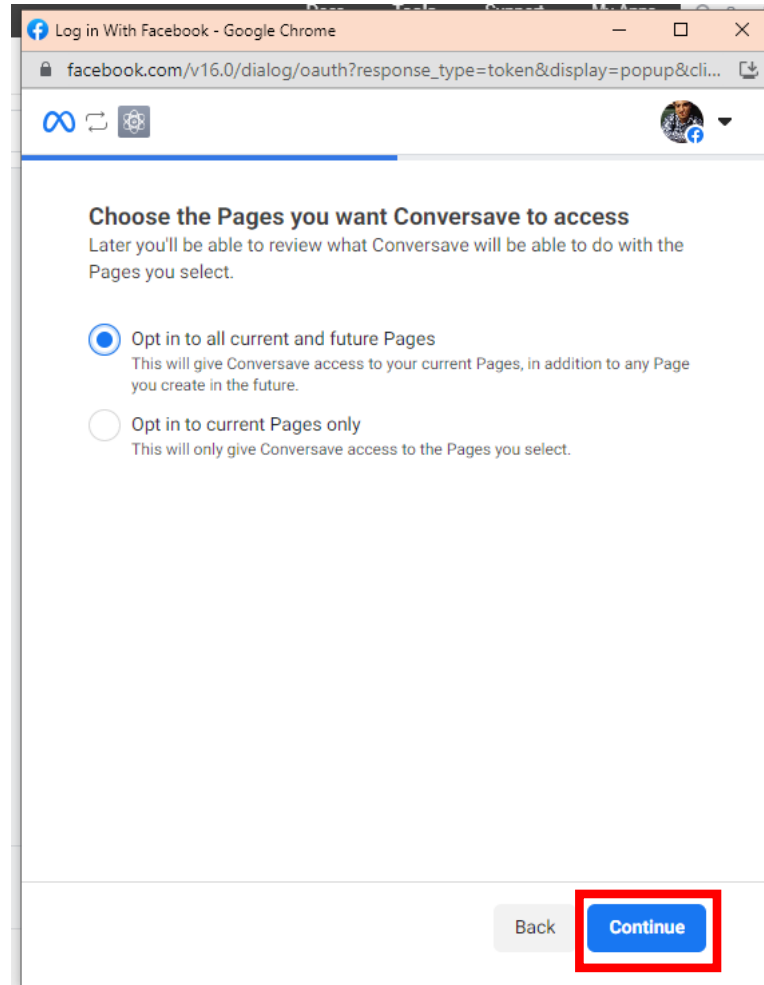 Log in With Facebook - Google Chrome
facebook.com/v16.0/dialog/oauth?response_type=token&display=popup&cli...
Choose the Pages you want Conversave to access
Later you'll be able to review what Conversave will be able to do with the
Pages you select.
Opt in to all current and future Pages
This will give Conversave access to your current Pages, in addition to any Page
you create in the future.
Opt in to current Pages only
This will only give Conversave access to the Pages you select.
Back
Continue